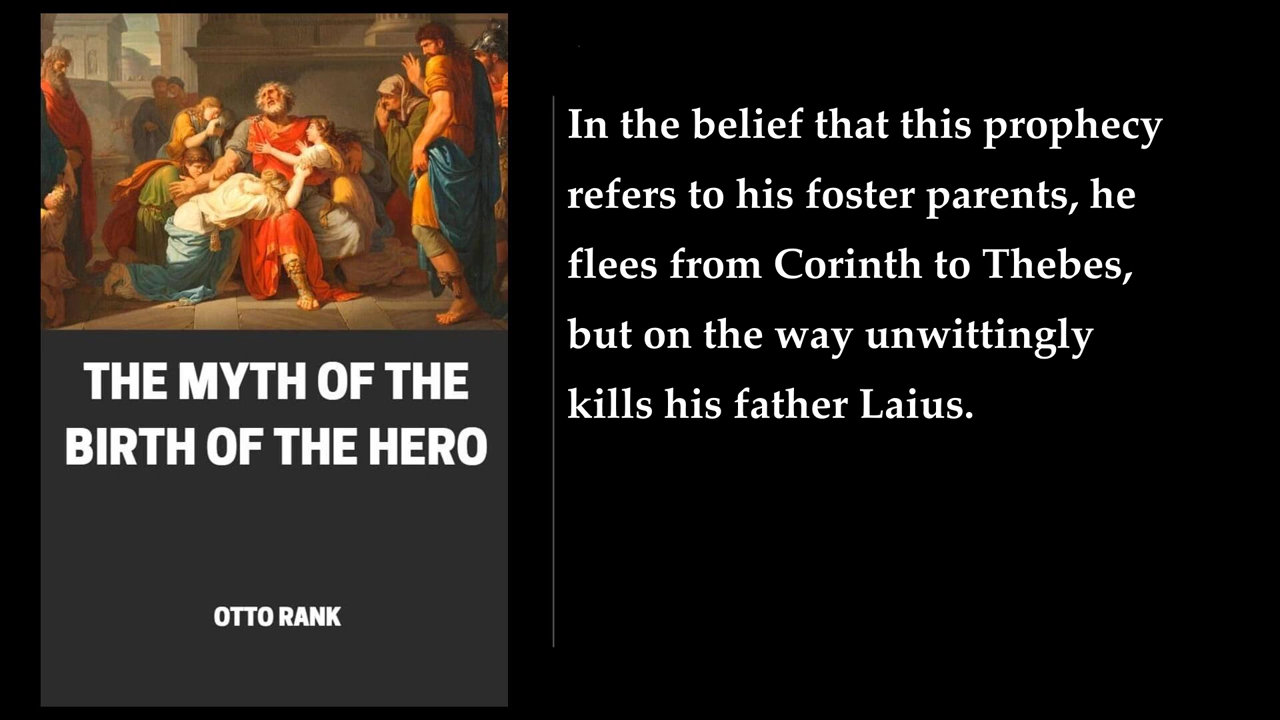 THE MYTH OF THE
BIRTH OF THE HERO
OTTO RANK
In the belief that this prophecy
refers to his foster parents, he
flees from Corinth to Thebes,
but on the way unwittingly
kills his father Laius.